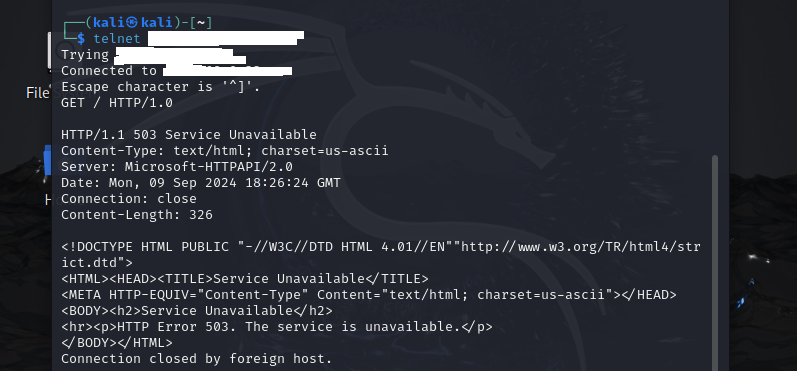 ┌──(kali㉿kali)-[~]
└─$ telnet
Trying
Connected to
Escape character is '^]'.
File
GET / HTTP/1.0
HTTP/1.1 503 Service Unavailable
Content-Type: text/html; charset=us-ascii
Server: Microsoft-HTTPAPI/2.0
Date: Mon, 09 Sep 2024 18:26:24 GMT
H
Connection: close
Content-Length: 326
<!DOCTYPE HTML PUBLIC "-//W3C//DTD HTML 4.01//EN""http://www.w3.org/TR/html4/str
ict.dtd">
<HTML><HEAD><TITLE>Service Unavailable</TITLE>
<META HTTP-EQUIV="Content-Type" Content="text/html; charset=us-ascii"></HEAD>
<BODY><h2>Service Unavailable</h2>
<hr><p>HTTP Error 503. The service is unavailable.</p>
</BODY></HTML>
Connection closed by foreign host.